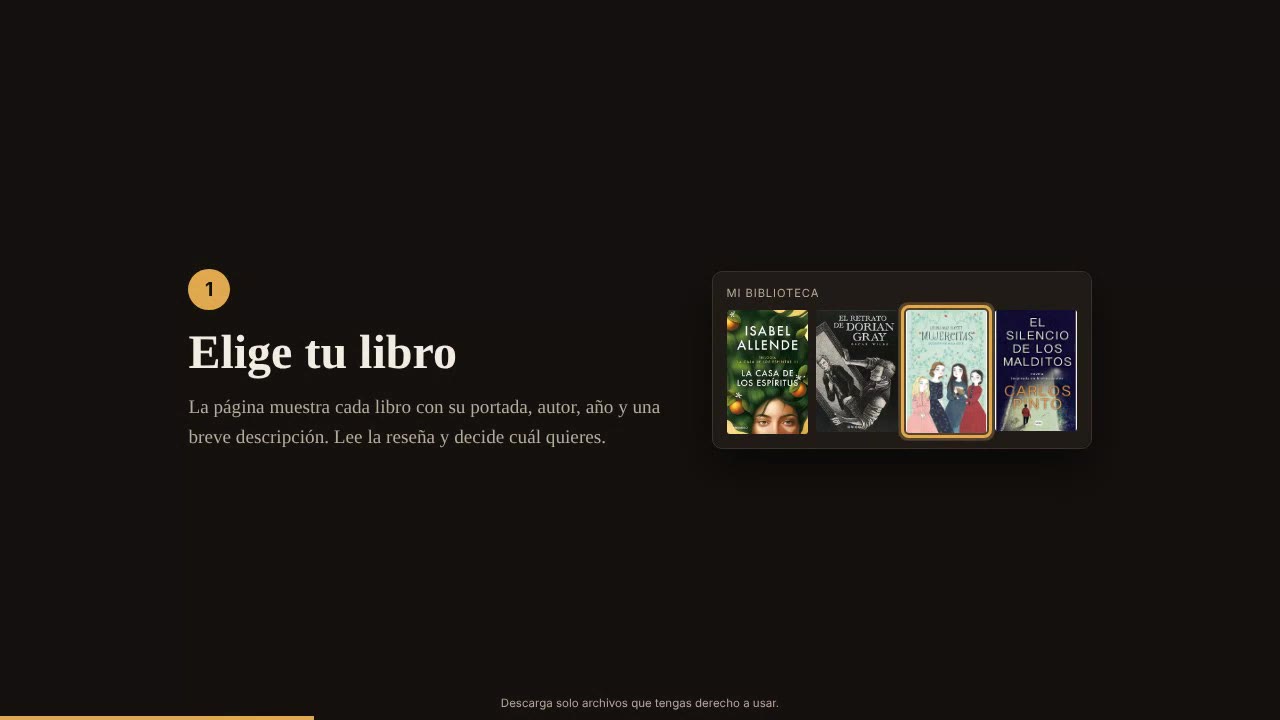 1
Elige tu libro
La página muestra cada libro con su portada, autor, año y una
breve descripción. Lee la reseña y decide cuál quieres.
MI BIBLIOTECA
ISABEL
ALLENDE
LA CASA DE
LOS ESPÍRITUS
EL RETRATO
DE DORIAN
GRAY
OSCAR WILDE
MUJERCITAS
EL
SILENCIO
DE LOS
MALDITOS
CARLOS
PINTO
Descarga solo archivos que tengas derecho a usar.